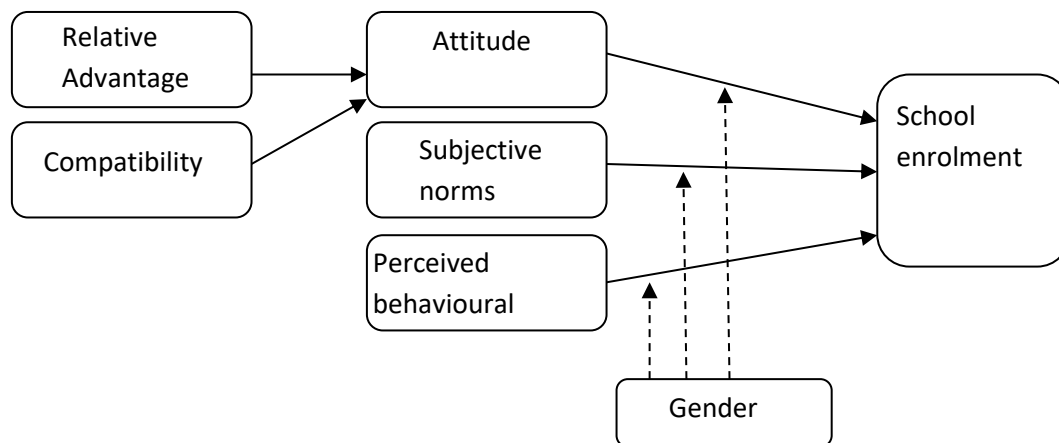 Relative
Advantage
Attitude
School
enrolment
Compatibility
Subjective
norms
Perceived
behavioural
Gender